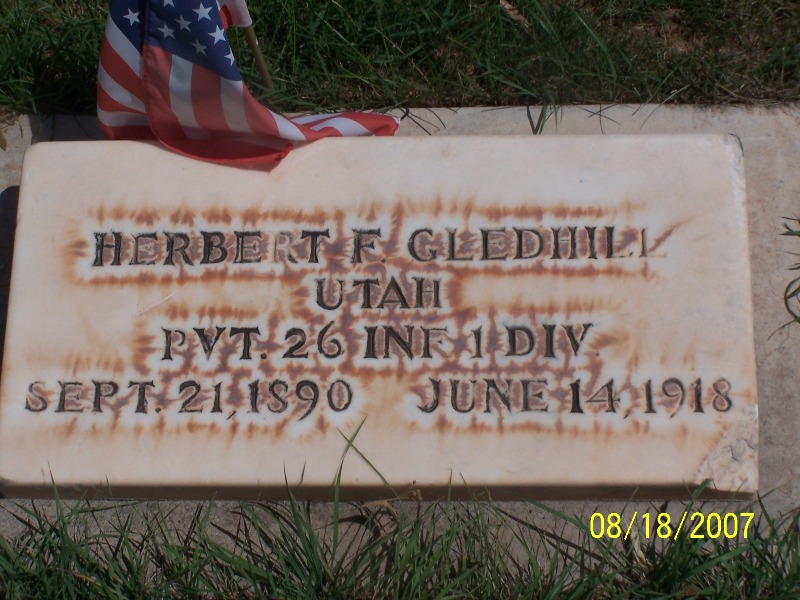 HERBERT F. GLEDHILL
UTAH
PVT. 26 INF 1 DIV.
SEPT. 21, 1890 JUNE 14, 1918
08/18/2007